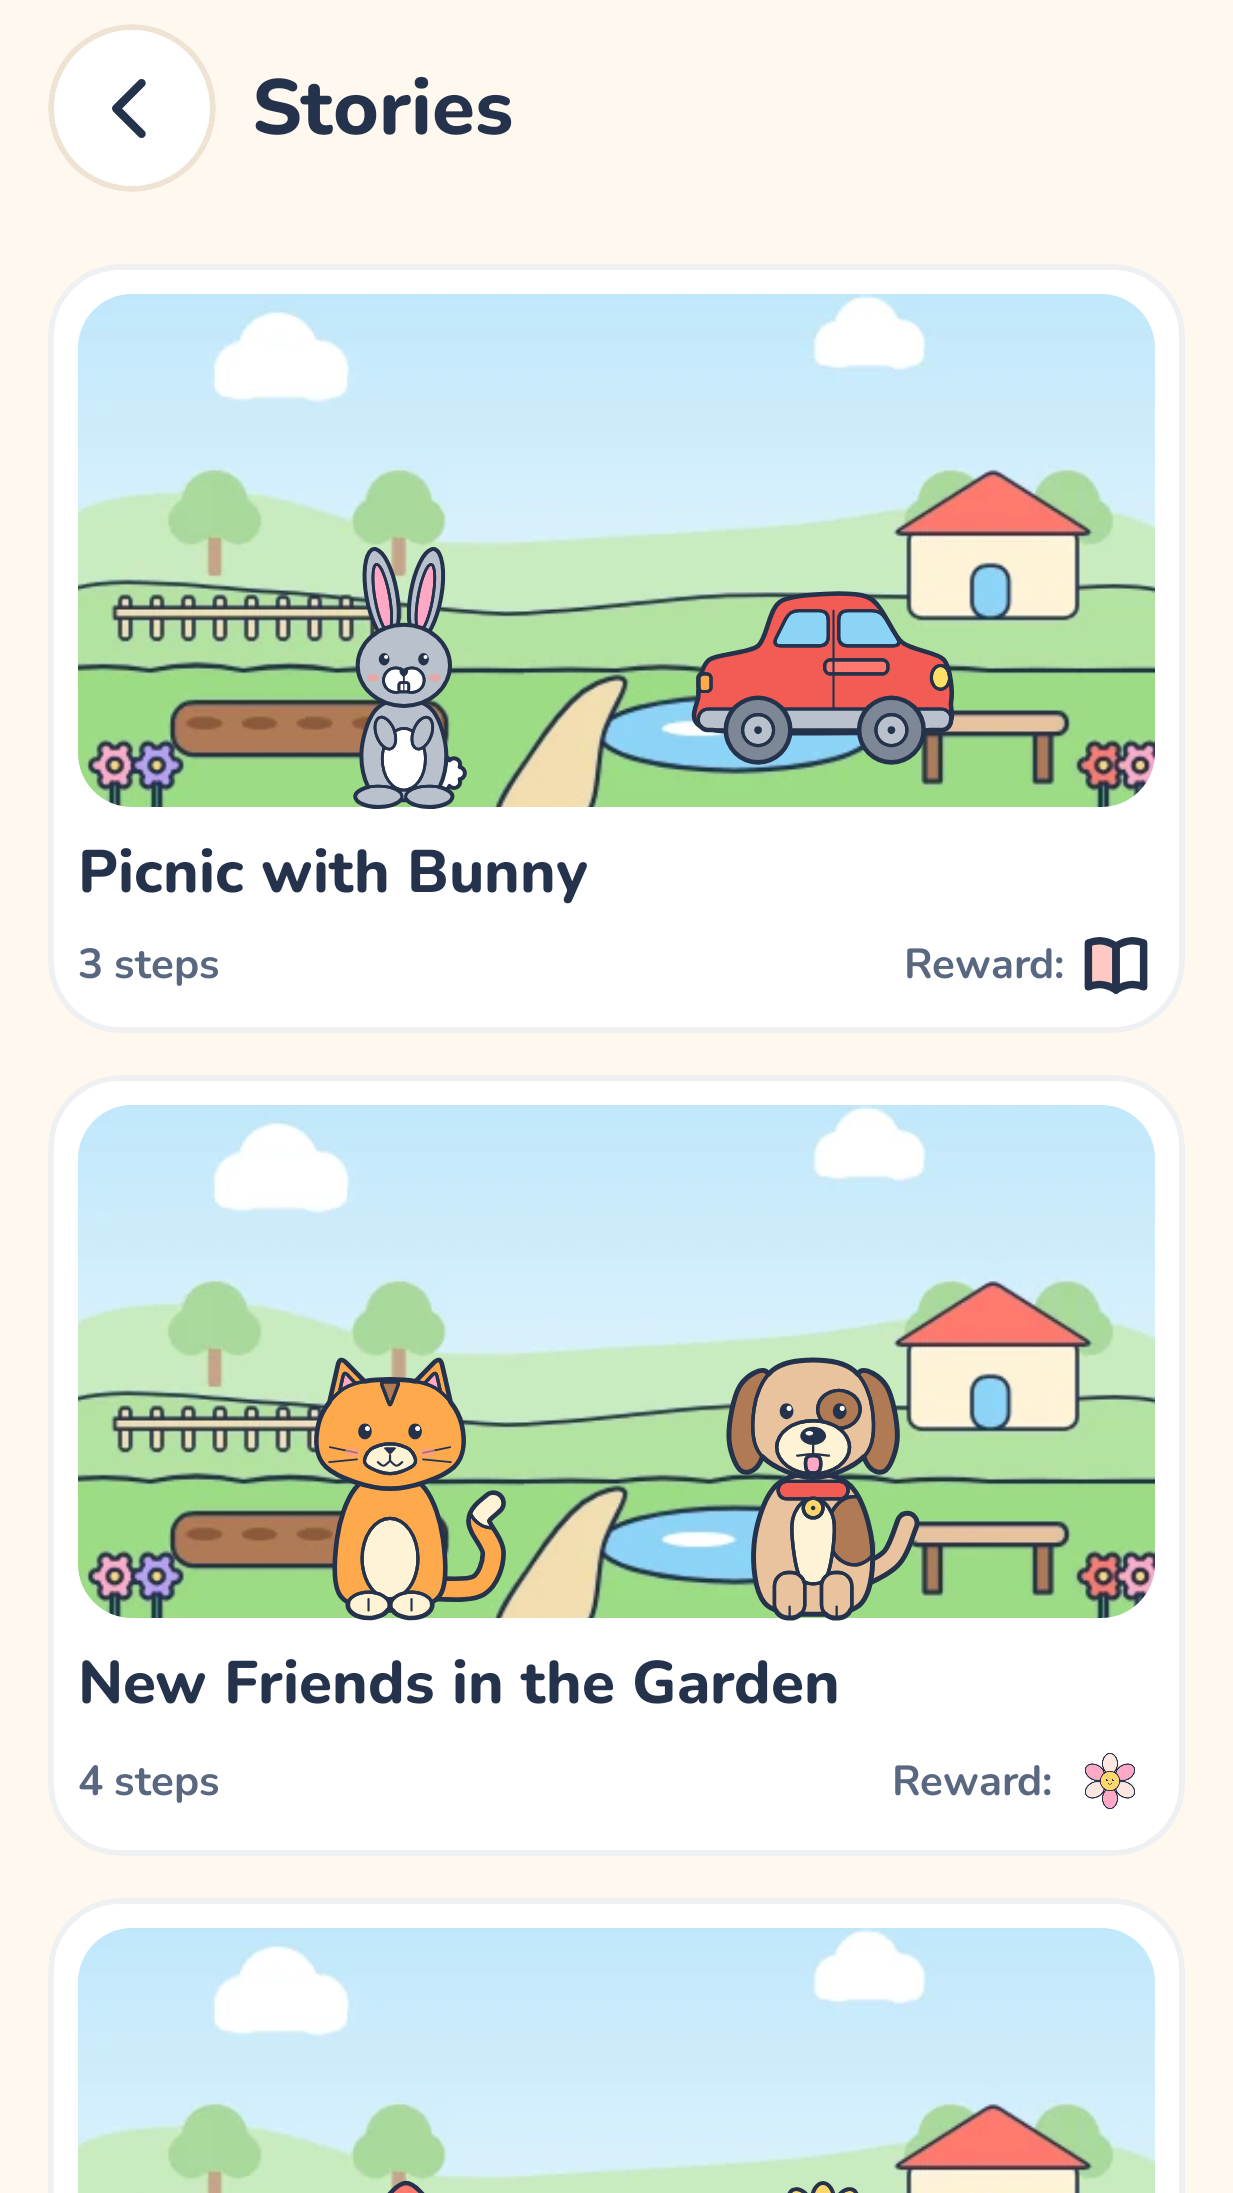 Stories
Picnic with Bunny
3 steps
Reward:
New Friends in the Garden
4 steps
Reward: